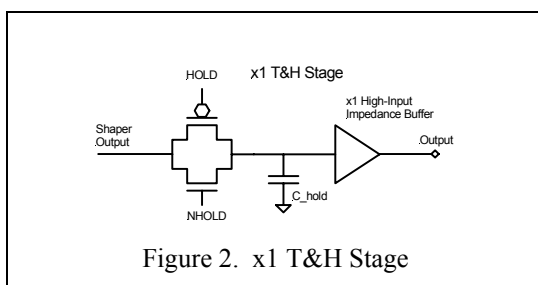 HOLD
x1 T&H Stage
x1 High-Input
Impedance Buffer
Shaper
Output
Output
NHOLD
C_hold
Figure 2. x1 T&H Stage